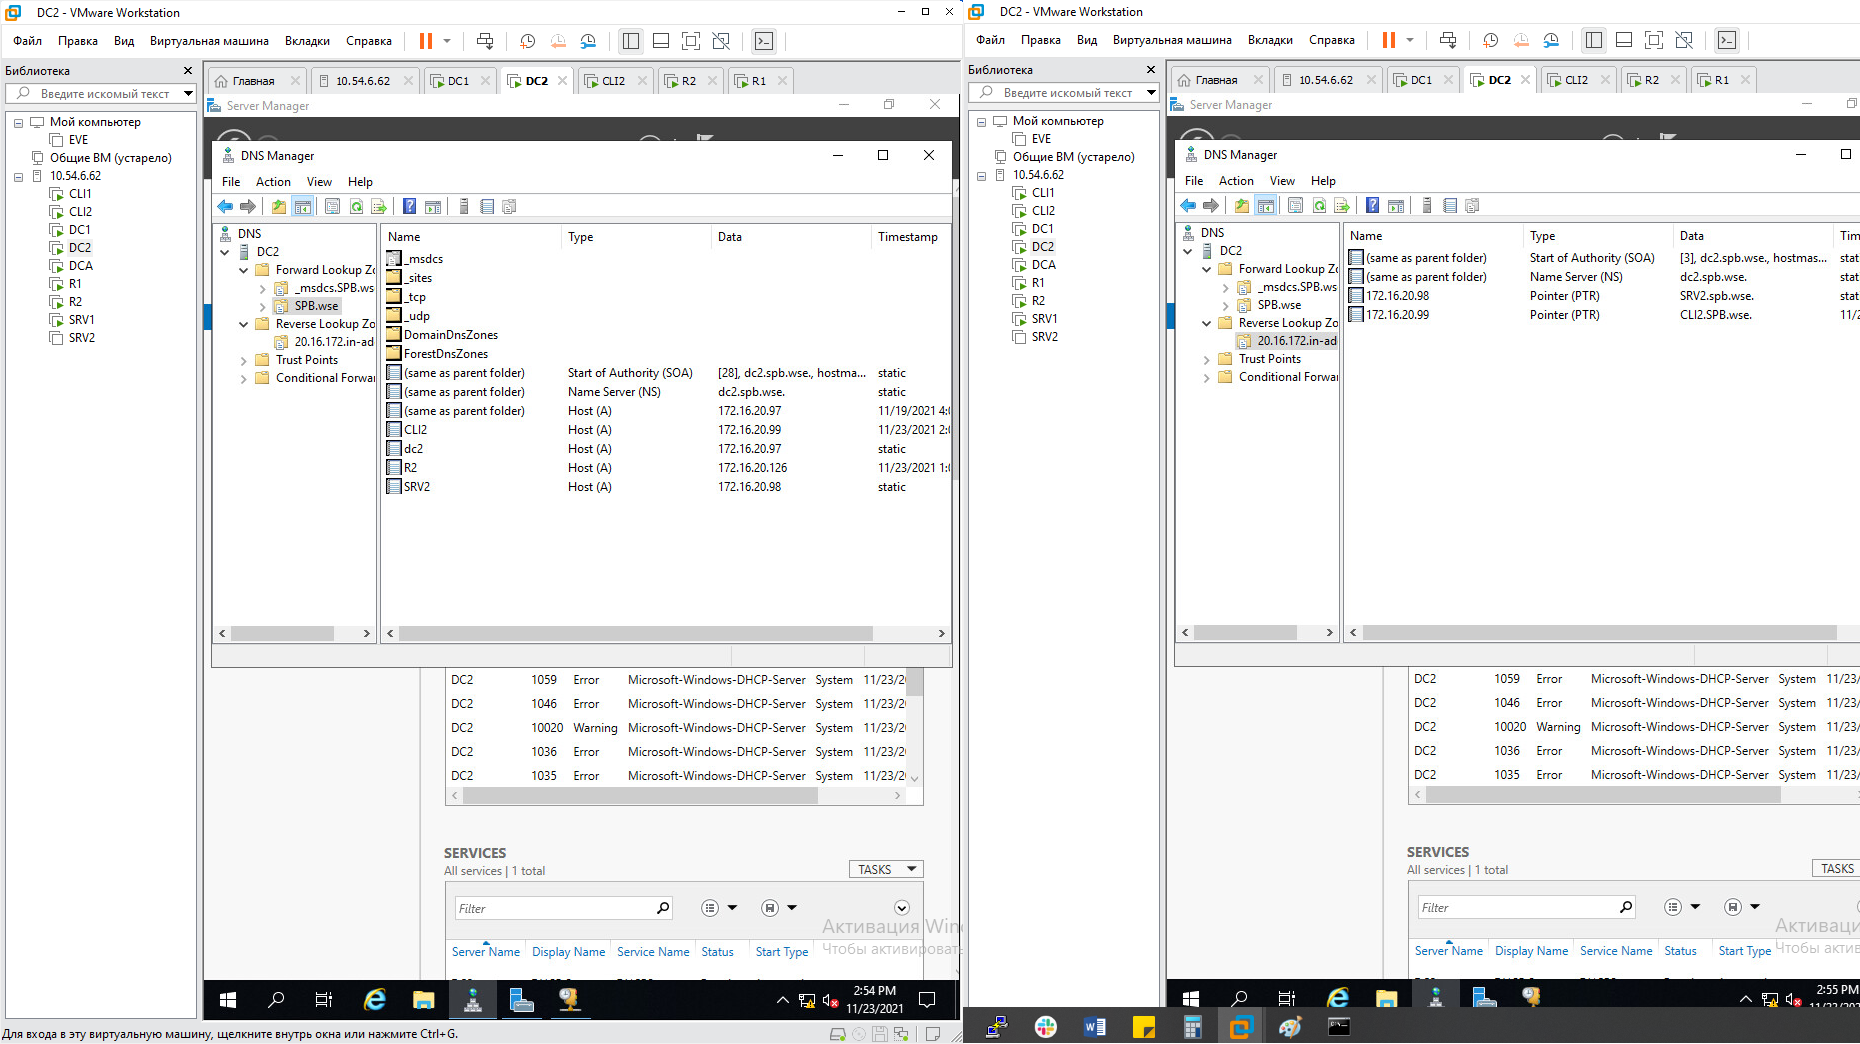 DC2 - VMware Workstation
Файл Правка Вид Виртуальная машина Вкладки Справка
Библиотека
Введите искомый текст
Мой компьютер
EVE
Общие ВМ (устарело)
10.54.6.62
CLI1
CLI2
DC1
DC2
DCA
R1
R2
SRV1
SRV2
Главная 10.54.6.62 DC1 DC2 CLI2 R2 R1
Server Manager
DNS Manager
File Action View Help
DNS
DC2
Forward Lookup Zo
_msdcs.SPB.ws
SPB.wse
Reverse Lookup Zo
20.16.172.in-ad
Trust Points
Conditional Forwar
Name Type Data Timestamp
_msdcs
_sites
_tcp
_udp
DomainDnsZones
ForestDnsZones
(same as parent folder) Start of Authority (SOA) [28], dc2.spb.wse., hostma... static
(same as parent folder) Name Server (NS) dc2.spb.wse. static
(same as parent folder) Host (A) 172.16.20.97 11/19/2021 4:0
CLI2 Host (A) 172.16.20.99 11/23/2021 2:0
dc2 Host (A) 172.16.20.97 static
R2 Host (A) 172.16.20.126 11/23/2021 1:0
SRV2 Host (A) 172.16.20.98 static
DC2 1059 Error Microsoft-Windows-DHCP-Server System 11/23/20
DC2 1046 Error Microsoft-Windows-DHCP-Server System 11/23/20
DC2 10020 Warning Microsoft-Windows-DHCP-Server System 11/23/20
DC2 1036 Error Microsoft-Windows-DHCP-Server System 11/23/20
DC2 1035 Error Microsoft-Windows-DHCP-Server System 11/23/20
SERVICES
All services | 1 total
TASKS
Filter
Активация Win
Чтобы активироват
Server Name Display Name Service Name Status Start Type
2:54 PM
11/23/2021
Для входа в эту виртуальную машину, щелкните внутрь окна или нажмите Ctrl+G.
DC2 - VMware Workstation
Файл Правка Вид Виртуальная машина Вкладки Справка
Библиотека
Введите искомый текст
Мой компьютер
EVE
Общие ВМ (устарело)
10.54.6.62
CLI1
CLI2
DC1
DC2
DCA
R1
R2
SRV1
SRV2
Главная 10.54.6.62 DC1 DC2 CLI2 R2 R1
Server Manager
DNS Manager
File Action View Help
DNS
DC2
Forward Lookup Zo
_msdcs.SPB.ws
SPB.wse
Reverse Lookup Zo
20.16.172.in-ad
Trust Points
Conditional Forwar
Name Type Data Tim
(same as parent folder) Start of Authority (SOA) [3], dc2.spb.wse., hostmas... stat
(same as parent folder) Name Server (NS) dc2.spb.wse. stat
172.16.20.98 Pointer (PTR) SRV2.spb.wse. stat
172.16.20.99 Pointer (PTR) CLI2.SPB.wse. 11/2
DC2 1059 Error Microsoft-Windows-DHCP-Server System 11/23/
DC2 1046 Error Microsoft-Windows-DHCP-Server System 11/23/
DC2 10020 Warning Microsoft-Windows-DHCP-Server System 11/23/
DC2 1036 Error Microsoft-Windows-DHCP-Server System 11/23/
DC2 1035 Error Microsoft-Windows-DHCP-Server System 11/23/
SERVICES
All services | 1 total
TASKS
Filter
Активаци
Чтобы актив
Server Name Display Name Service Name Status Start Type
2:55 PM